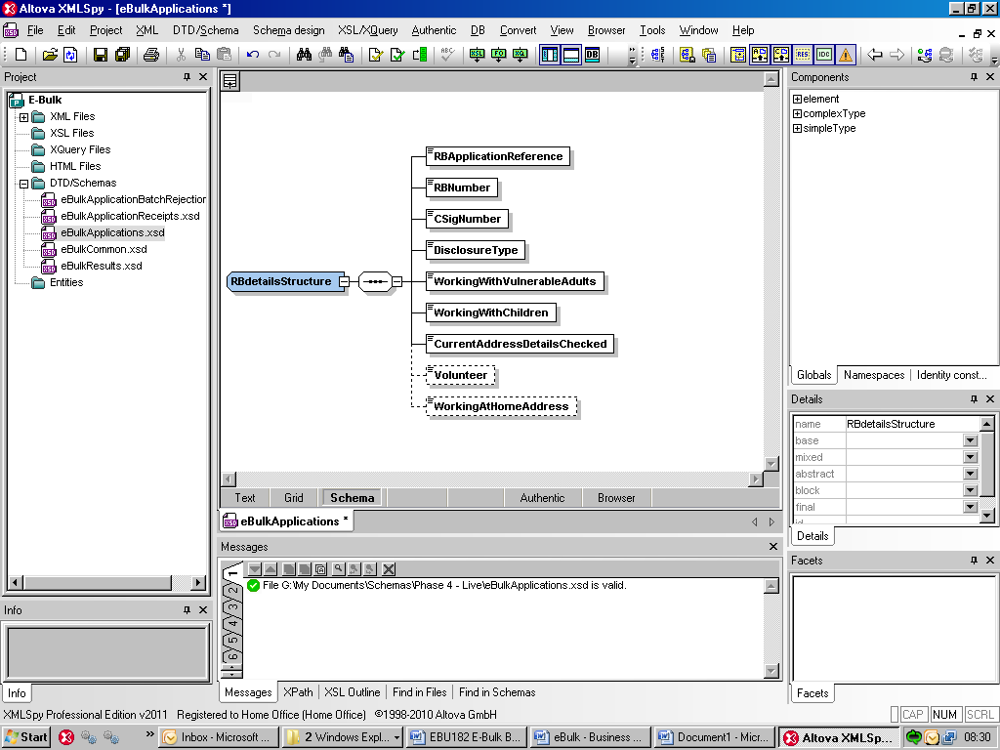 Altova XMLSpy - [eBulkApplications *]
File Edit Project XML DTD/Schema Schema design XSL/XQuery Authentic DB Convert View Browser Tools Window Help
Project
E-Bulk
XML Files
XSL Files
XQuery Files
HTML Files
DTD/Schemas
eBulkApplicationBatchRejection
eBulkApplicationReceipts.xsd
eBulkApplications.xsd
eBulkCommon.xsd
eBulkResults.xsd
Entities
Info
Info
RBdetailsStructure
RBApplicationReference
RBNumber
CSigNumber
DisclosureType
WorkingWithVulnerableAdults
WorkingWithChildren
CurrentAddressDetailsChecked
Volunteer
WorkingAtHomeAddress
Text Grid Schema Authentic Browser
eBulkApplications *
Messages
1
2
3
4
5
6
File G:\My Documents\Schemas\Phase 4 - Live\eBulkApplications.xsd is valid.
Messages XPath XSL Outline Find in Files Find in Schemas
Components
element
complexType
simpleType
Globals Namespaces Identity const...
Details
name RBdetailsStructure
base
mixed
abstract
block
final
id
Details
Facets
Facets
XMLSpy Professional Edition v2011 Registered to Home Office (Home Office) ©1998-2010 Altova GmbH
CAP NUM SCRL
Start » Inbox - Microsoft ... 2 Windows Expl... EBU182 E-Bulk B... eBulk - Business ... Document1 - Micr... Altova XMLSp... 08:30